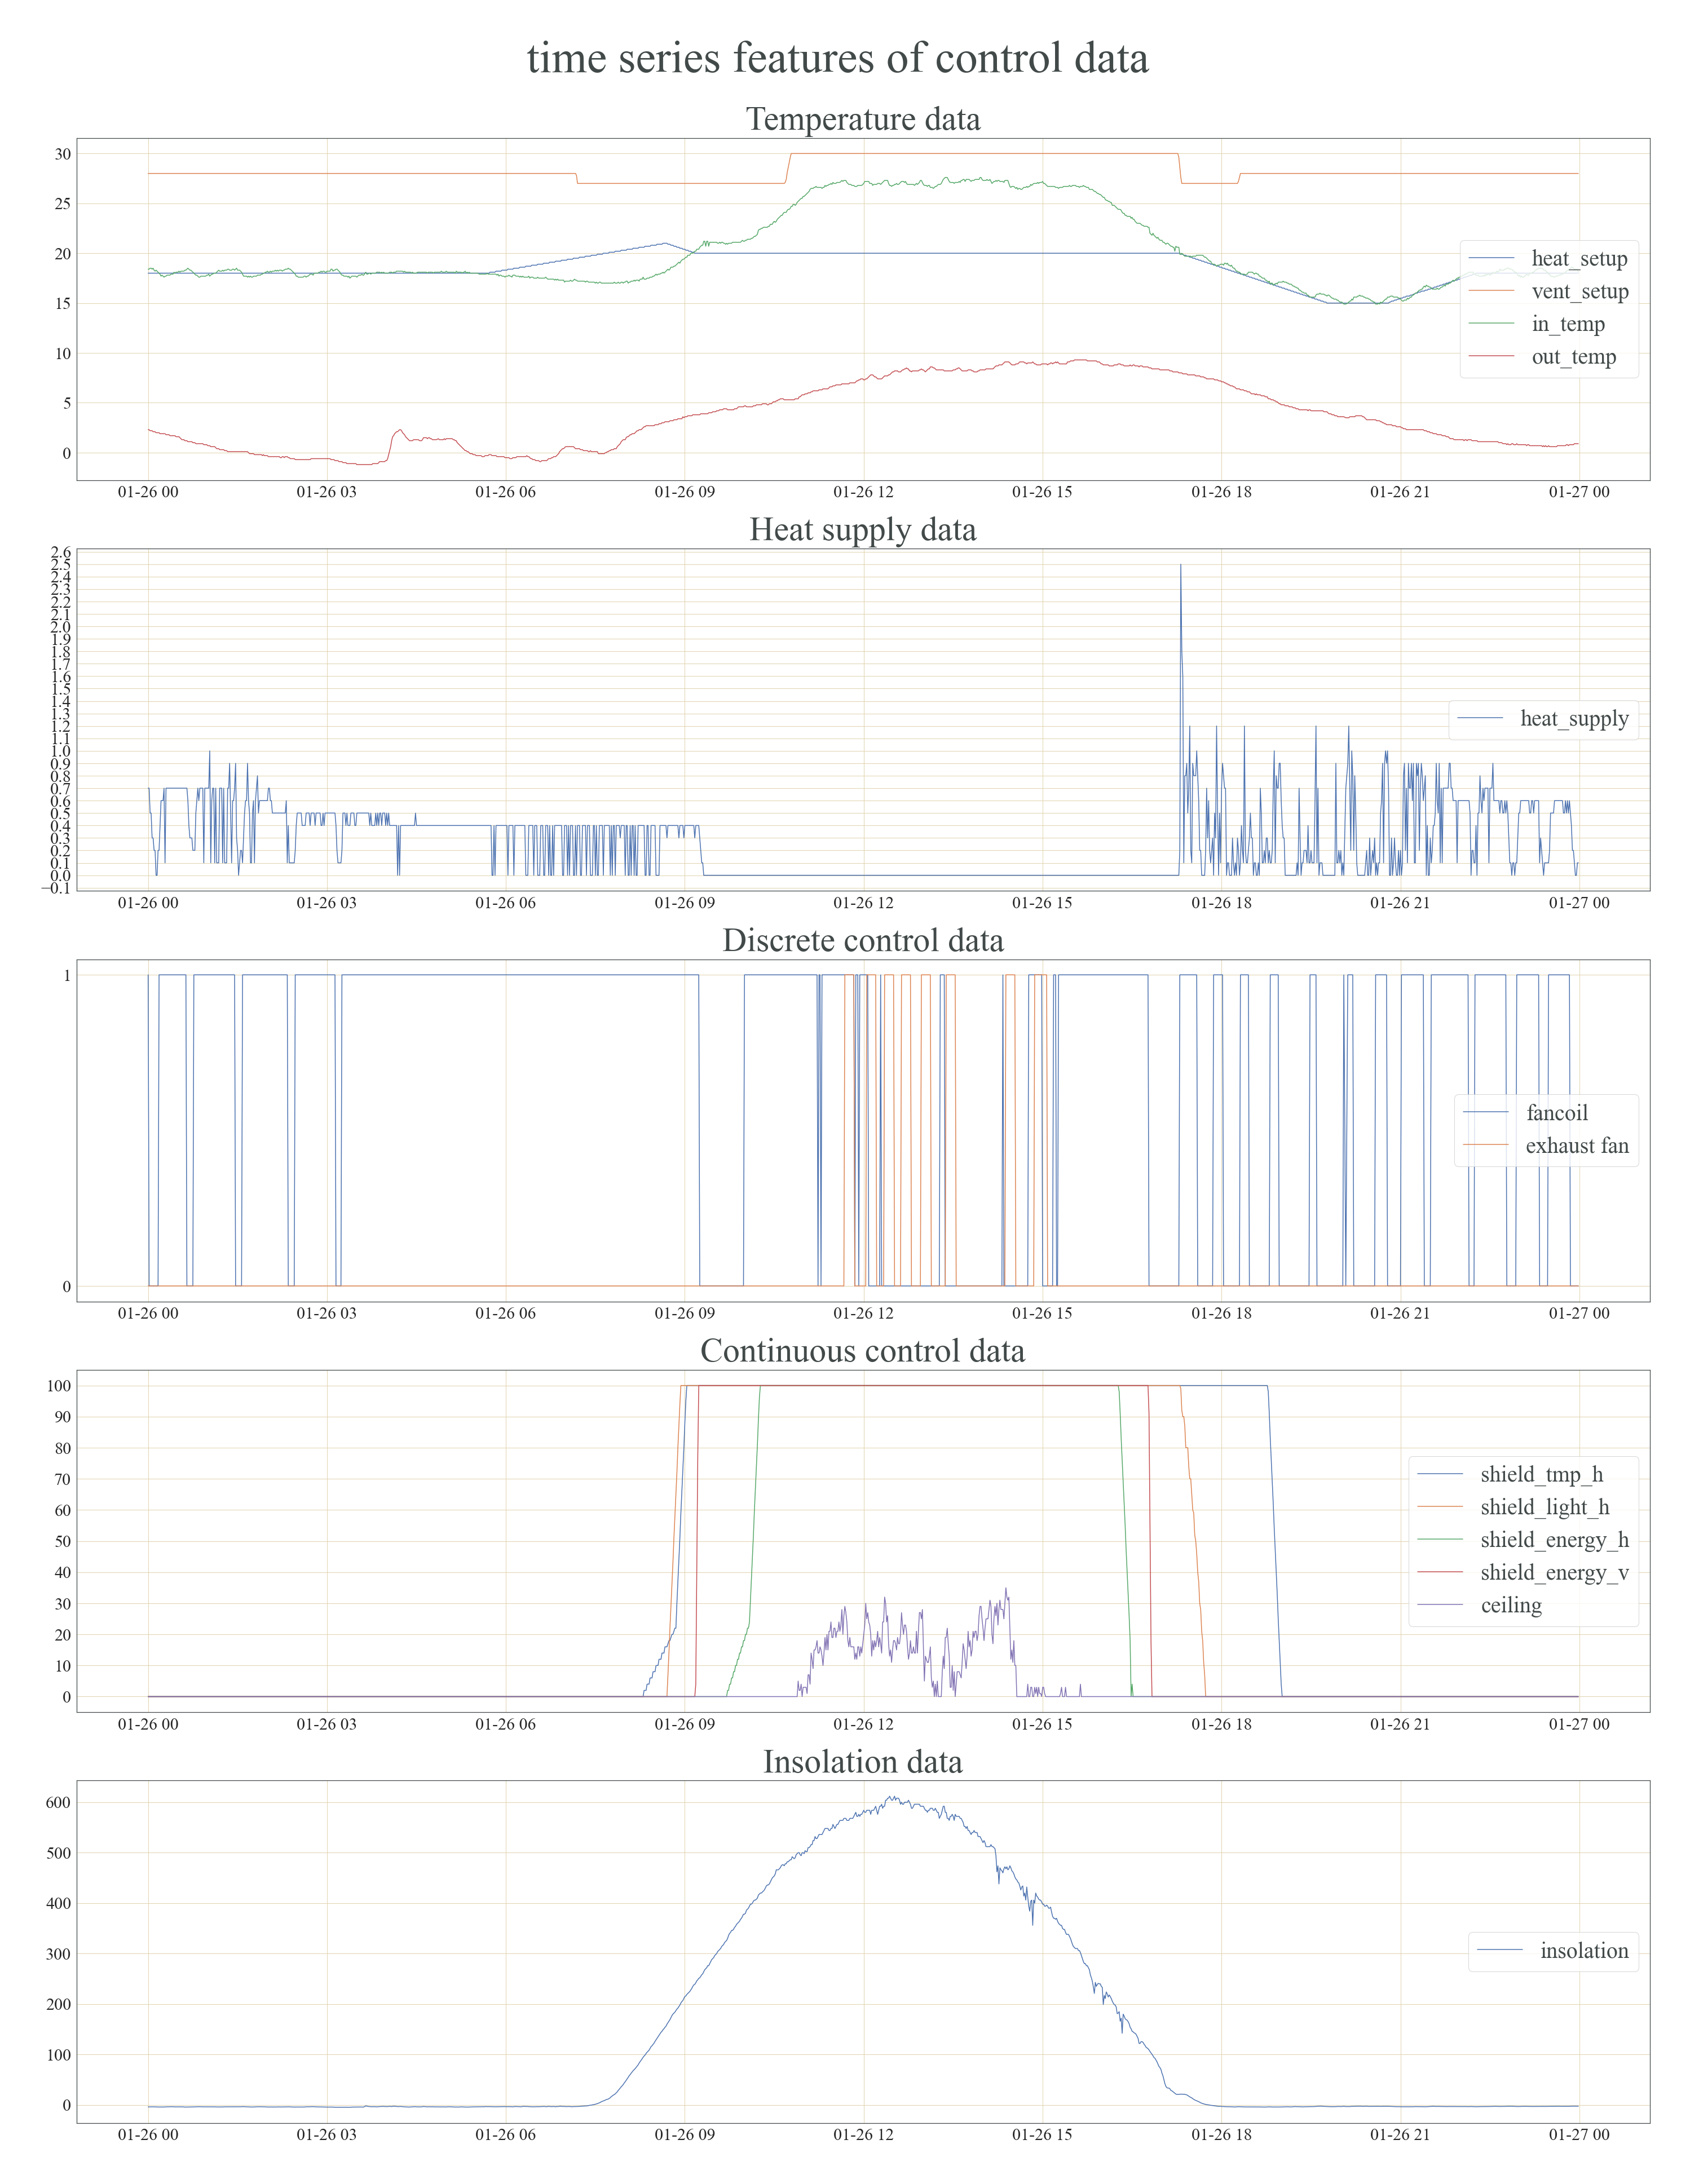 time series features of control data
Temperature data
30
25
20
15
10
5
0
heat_setup
vent_setup
in_temp
out_temp
01-26 00 01-26 03 01-26 06 01-26 09 01-26 12 01-26 15 01-26 18 01-26 21 01-27 00
Heat supply data
2.6
2.5
2.4
2.3
2.2
2.1
2.0
1.9
1.8
1.7
1.6
1.5
1.4
1.3
1.2
1.1
1.0
0.9
0.8
0.7
0.6
0.5
0.4
0.3
0.2
0.1
0.0
−0.1
heat_supply
01-26 00 01-26 03 01-26 06 01-26 09 01-26 12 01-26 15 01-26 18 01-26 21 01-27 00
Discrete control data
1
0
fancoil
exhaust fan
01-26 00 01-26 03 01-26 06 01-26 09 01-26 12 01-26 15 01-26 18 01-26 21 01-27 00
Continuous control data
100
90
80
70
60
50
40
30
20
10
0
shield_tmp_h
shield_light_h
shield_energy_h
shield_energy_v
ceiling
01-26 00 01-26 03 01-26 06 01-26 09 01-26 12 01-26 15 01-26 18 01-26 21 01-27 00
Insolation data
600
500
400
300
200
100
0
insolation
01-26 00 01-26 03 01-26 06 01-26 09 01-26 12 01-26 15 01-26 18 01-26 21 01-27 00